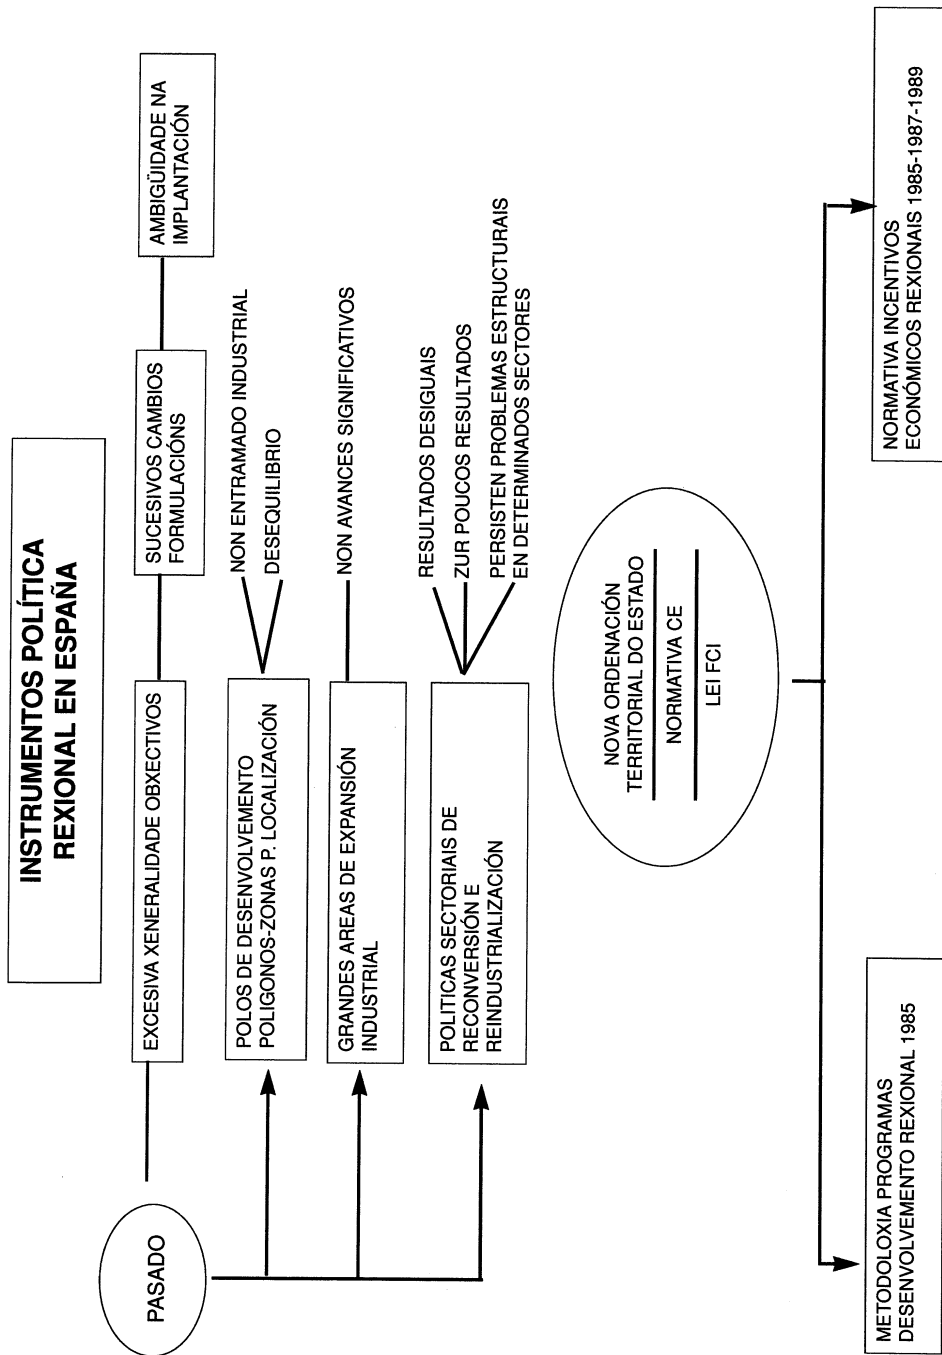 INSTRUMENTOS POLÍTICA
REXIONAL EN ESPAÑA
PASADO
EXCESIVA XENERALIDADE OBXECTIVOS
SUCESIVOS CAMBIOS
FORMULACIÓNS
AMBIGÜIDADE NA
IMPLANTACIÓN
POLOS DE DESENVOLVEMENTO
POLIGONOS-ZONAS P. LOCALIZACIÓN
NON ENTRAMADO INDUSTRIAL
DESEQUILIBRIO
GRANDES AREAS DE EXPANSIÓN
INDUSTRIAL
NON AVANCES SIGNIFICATIVOS
POLITICAS SECTORIAIS DE
RECONVERSIÓN E
REINDUSTRIALIZACIÓN
RESULTADOS DESIGUAIS
ZUR POUCOS RESULTADOS
PERSISTEN PROBLEMAS ESTRUCTURAIS
EN DETERMINADOS SECTORES
NOVA ORDENACIÓN
TERRITORIAL DO ESTADO
NORMATIVA CE
LEI FCI
METODOLOXIA PROGRAMAS
DESENVOLVEMENTO REXIONAL 1985
NORMATIVA INCENTIVOS
ECONÓMICOS REXIONAIS 1985-1987-1989